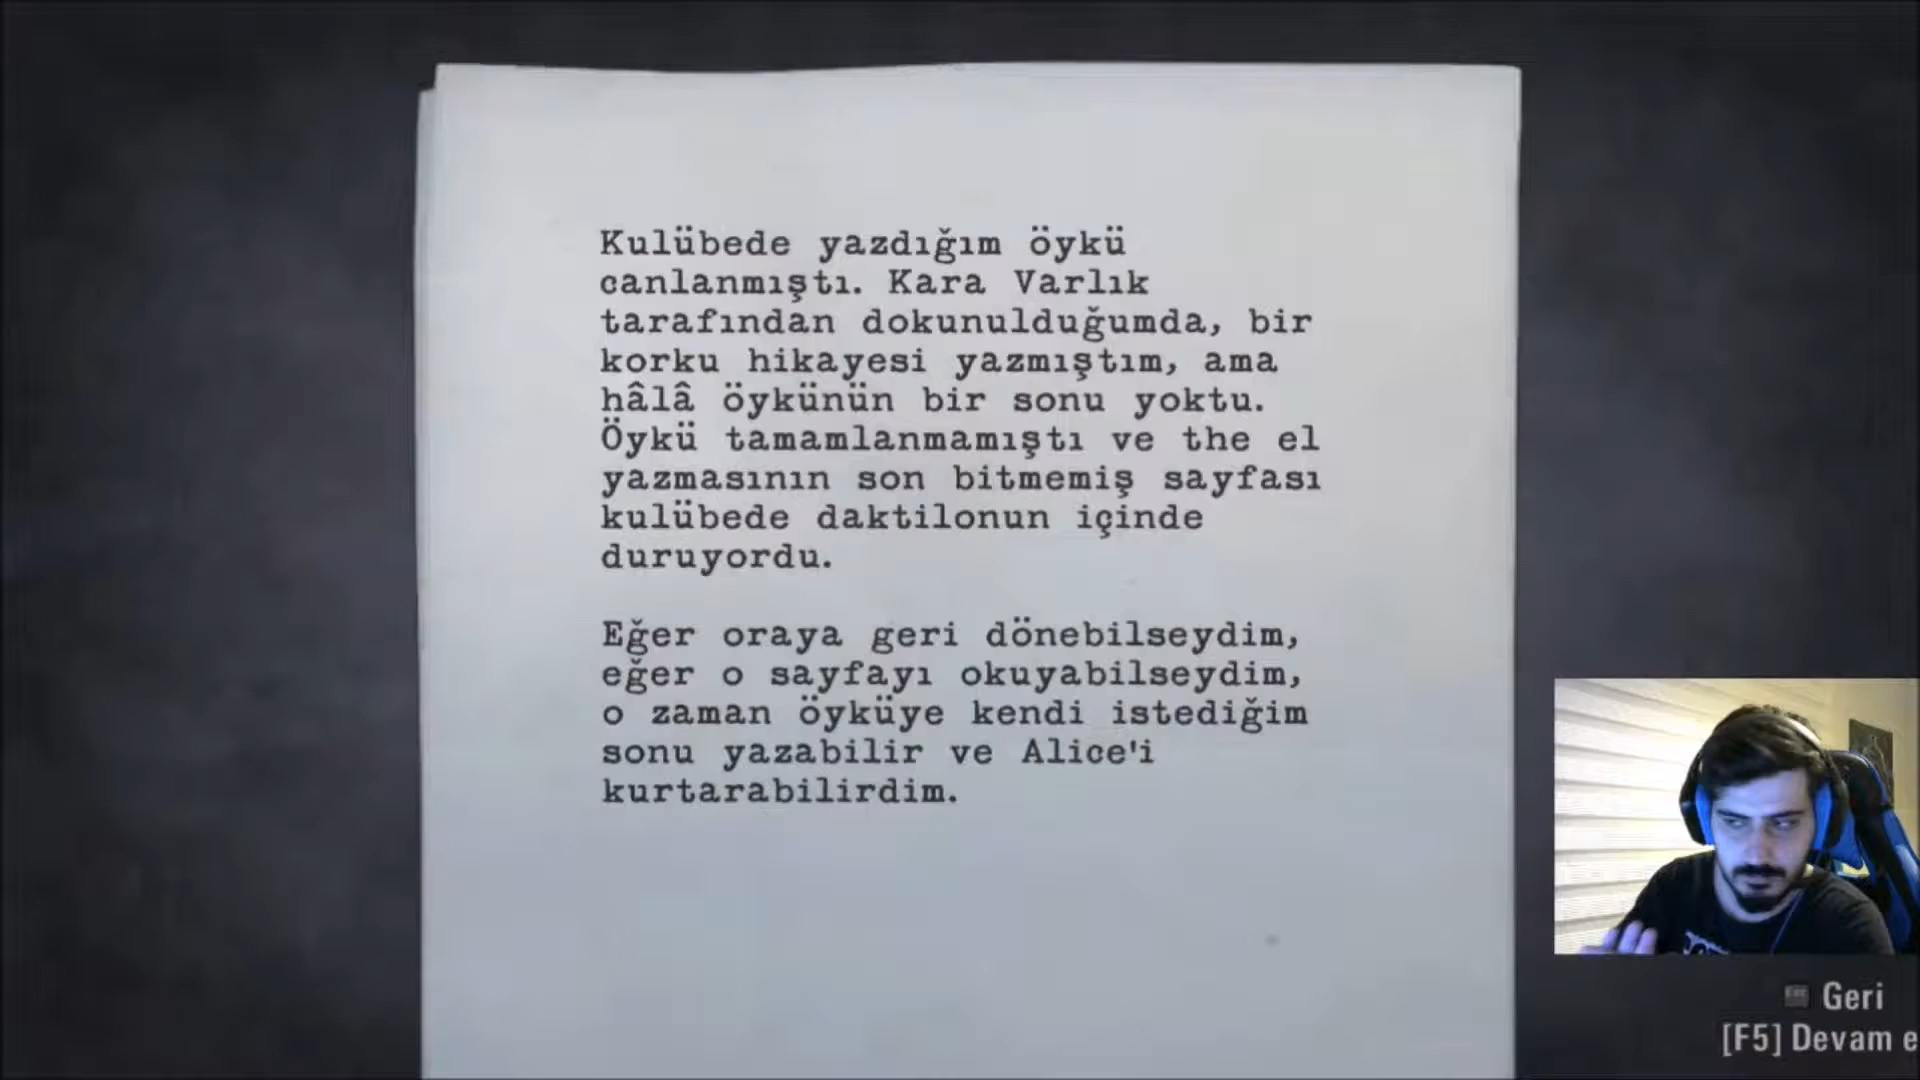 Kulübede yazdığım öykü
canlanmıştı. Kara Varlık
tarafından dokunulduğumda, bir
korku hikayesi yazmıştım, ama
hâlâ öykünün bir sonu yoktu.
Öykü tamamlanmamıştı ve the el
yazmasının son bitmemiş sayfası
kulübede daktilonun içinde
duruyordu.
Eğer oraya geri dönebilseydim,
eğer o sayfayı okuyabilseydim,
o zaman öyküye kendi istediğim
sonu yazabilir ve Alice'i
kurtarabilirdim.
Geri
[F5] Devam e